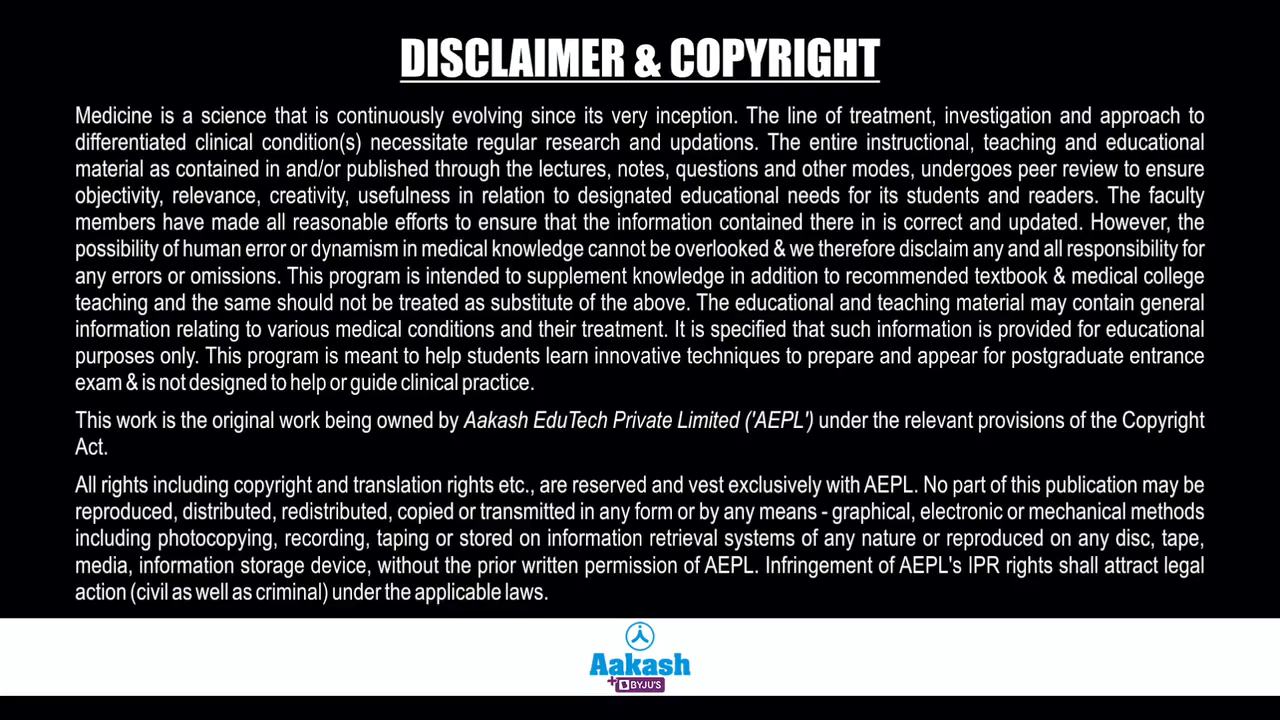 DISCLAIMER & COPYRIGHT
Medicine is a science that is continuously evolving since its very inception. The line of treatment, investigation and approach to
differentiated clinical condition(s) necessitate regular research and updations. The entire instructional, teaching and educational
material as contained in and/or published through the lectures, notes, questions and other modes, undergoes peer review to ensure
objectivity, relevance, creativity, usefulness in relation to designated educational needs for its students and readers. The faculty
members have made all reasonable efforts to ensure that the information contained there in is correct and updated. However, the
possibility of human error or dynamism in medical knowledge cannot be overlooked & we therefore disclaim any and all responsibility for
any errors or omissions. This program is intended to supplement knowledge in addition to recommended textbook & medical college
teaching and the same should not be treated as substitute of the above. The educational and teaching material may contain general
information relating to various medical conditions and their treatment. It is specified that such information is provided for educational
purposes only. This program is meant to help students learn innovative techniques to prepare and appear for postgraduate entrance
exam & is not designed to help or guide clinical practice.
This work is the original work being owned by Aakash EduTech Private Limited ('AEPL') under the relevant provisions of the Copyright
Act.
All rights including copyright and translation rights etc., are reserved and vest exclusively with AEPL. No part of this publication may be
reproduced, distributed, redistributed, copied or transmitted in any form or by any means - graphical, electronic or mechanical methods
including photocopying, recording, taping or stored on information retrieval systems of any nature or reproduced on any disc, tape,
media, information storage device, without the prior written permission of AEPL. Infringement of AEPL's IPR rights shall attract legal
action (civil as well as criminal) under the applicable laws.
Aakash
+ BYJU'S